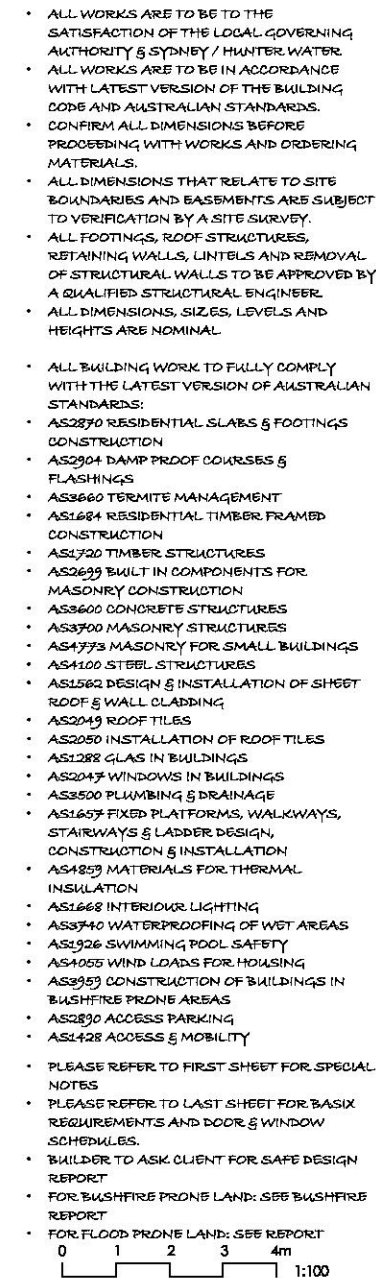 • ALL WORKS ARE TO BE TO THE
SATISFACTION OF THE LOCAL GOVERNING
AUTHORITY & SYDNEY / HUNTER WATER
• ALL WORKS ARE TO BE IN ACCORDANCE
WITH LATEST VERSION OF THE BUILDING
CODE AND AUSTRALIAN STANDARDS.
• CONFIRM ALL DIMENSIONS BEFORE
PROCEEDING WITH WORKS AND ORDERING
MATERIALS.
• ALL DIMENSIONS THAT RELATE TO SITE
BOUNDARIES AND EASEMENTS ARE SUBJECT
TO VERIFICATION BY A SITE SURVEY.
• ALL FOOTINGS, ROOF STRUCTURES,
RETAINING WALLS, LINTELS AND REMOVAL
OF STRUCTURAL WALLS TO BE APPROVED BY
A QUALIFIED STRUCTURAL ENGINEER
• ALL DIMENSIONS, SIZES, LEVELS AND
HEIGHTS ARE NOMINAL
• ALL BUILDING WORK TO FULLY COMPLY
WITH THE LATEST VERSION OF AUSTRALIAN
STANDARDS:
• AS2870 RESIDENTIAL SLABS & FOOTINGS
CONSTRUCTION
• AS2904 DAMP PROOF COURSES &
FLASHINGS
• AS3660 TERMITE MANAGEMENT
• AS1684 RESIDENTIAL TIMBER FRAMED
CONSTRUCTION
• AS1720 TIMBER STRUCTURES
• AS2699 BUILT IN COMPONENTS FOR
MASONRY CONSTRUCTION
• AS3600 CONCRETE STRUCTURES
• AS3700 MASONRY STRUCTURES
• AS4773 MASONRY FOR SMALL BUILDINGS
• AS4100 STEEL STRUCTURES
• AS1562 DESIGN & INSTALLATION OF SHEET
ROOF & WALL CLADDING
• AS2049 ROOF TILES
• AS2050 INSTALLATION OF ROOF TILES
• AS1288 GLAS IN BUILDINGS
• AS2047 WINDOWS IN BUILDINGS
• AS3500 PLUMBING & DRAINAGE
• AS1657 FIXED PLATFORMS, WALKWAYS,
STAIRWAYS & LADDER DESIGN,
CONSTRUCTION & INSTALLATION
• AS4859 MATERIALS FOR THERMAL
INSULATION
• AS1668 INTERIOUR LIGHTING
• AS3740 WATERPROOFING OF WET AREAS
• AS1926 SWIMMING POOL SAFETY
• AS4055 WIND LOADS FOR HOUSING
• AS3959 CONSTRUCTION OF BUILDINGS IN
BUSHFIRE PRONE AREAS
• AS2890 ACCESS PARKING
• AS1428 ACCESS & MOBILITY
• PLEASE REFER TO FIRST SHEET FOR SPECIAL
NOTES
• PLEASE REFER TO LAST SHEET FOR BASIX
REQUIREMENTS AND DOOR & WINDOW
SCHEDULES.
• BUILDER TO ASK CLIENT FOR SAFE DESIGN
REPORT
• FOR BUSHFIRE PRONE LAND: SEE BUSHFIRE
REPORT
• FOR FLOOD PRONE LAND: SEE REPORT
0 1 2 3 4m
1:100